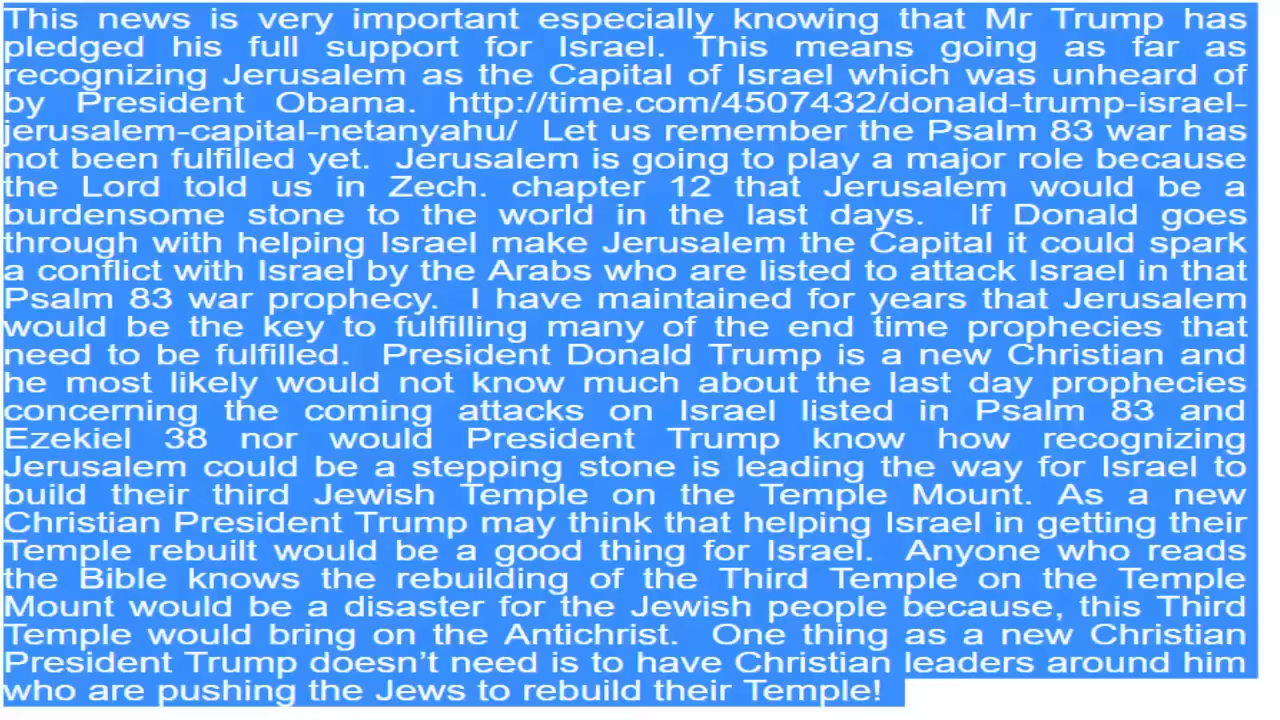 This news is very important especially knowing that Mr Trump has
pledged his full support for Israel. This means going as far as
recognizing Jerusalem as the Capital of Israel which was unheard of
by President Obama. http://time.com/4507432/donald-trump-israel-
jerusalem-capital-netanyahu/ Let us remember the Psalm 83 war has
not been fulfilled yet. Jerusalem is going to play a major role because
the Lord told us in Zech. chapter 12 that Jerusalem would be a
burdensome stone to the world in the last days. If Donald goes
through with helping Israel make Jerusalem the Capital it could spark
a conflict with Israel by the Arabs who are listed to attack Israel in that
Psalm 83 war prophecy. I have maintained for years that Jerusalem
would be the key to fulfilling many of the end time prophecies that
need to be fulfilled. President Donald Trump is a new Christian and
he most likely would not know much about the last day prophecies
concerning the coming attacks on Israel listed in Psalm 83 and
Ezekiel 38 nor would President Trump know how recognizing
Jerusalem could be a stepping stone is leading the way for Israel to
build their third Jewish Temple on the Temple Mount. As a new
Christian President Trump may think that helping Israel in getting their
Temple rebuilt would be a good thing for Israel. Anyone who reads
the Bible knows the rebuilding of the Third Temple on the Temple
Mount would be a disaster for the Jewish people because, this Third
Temple would bring on the Antichrist. One thing as a new Christian
President Trump doesn’t need is to have Christian leaders around him
who are pushing the Jews to rebuild their Temple!